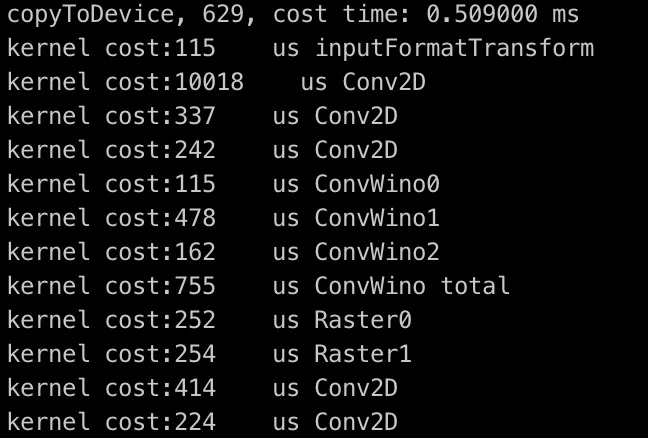 copyToDevice, 629, cost time: 0.509000 ms
kernel cost:115    us inputFormatTransform
kernel cost:10018    us Conv2D
kernel cost:337    us Conv2D
kernel cost:242    us Conv2D
kernel cost:115    us ConvWino0
kernel cost:478    us ConvWino1
kernel cost:162    us ConvWino2
kernel cost:755    us ConvWino total
kernel cost:252    us Raster0
kernel cost:254    us Raster1
kernel cost:414    us Conv2D
kernel cost:224    us Conv2D